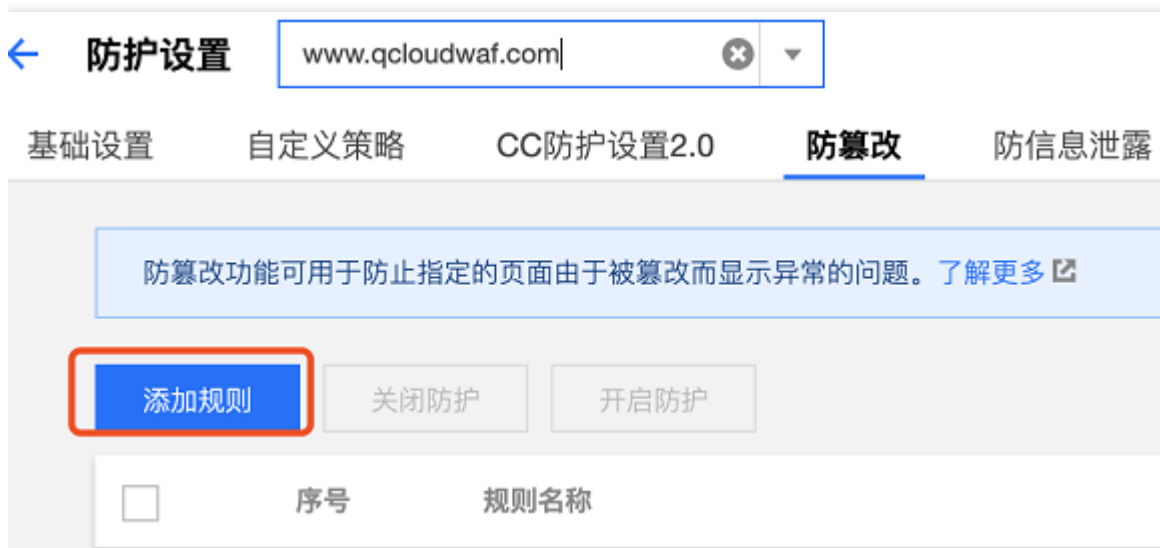 防护设置 www.qcloudwaf.com
基础设置 自定义策略 CC防护设置2.0 防篡改 防信息泄露
防篡改功能可用于防止指定的页面由于被篡改而显示异常的问题。了解更多
添加规则 关闭防护 开启防护
序号 规则名称